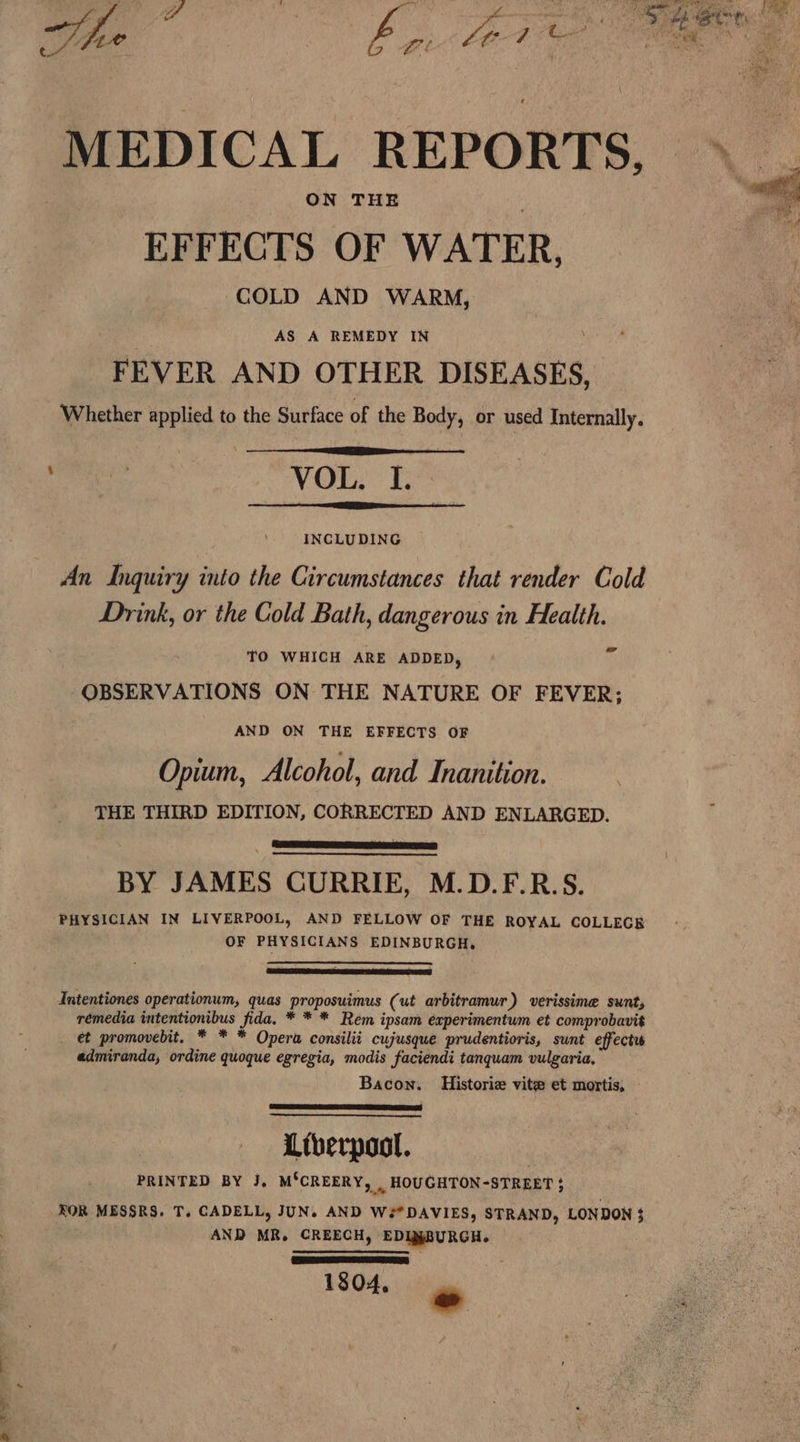 The
MEDICAL REPORTS,
ON THE
EFFECTS OF WATER,
COLD AND WARM,
AS A REMEDY IN
FEVER AND OTHER DISEASES,
Whether applied to the Surface of the Body, or used Internally.
VOL. I.
INCLUDING
An Inquiry into the Circumstances that render Cold
Drink, or the Cold Bath, dangerous in Health.
TO WHICH ARE ADDED,
OBSERVATIONS ON THE NATURE OF FEVER;
AND ON THE EFFECTS OF
Opium, Alcohol, and Inanition.
THE THIRD EDITION, CORRECTED AND ENLARGED.
BY JAMES CURRIE, M.D.F.R.S.
PHYSICIAN IN LIVERPOOL, AND FELLOW OF THE ROYAL COLLEGE
OF PHYSICIANS EDINBURGH.
Intentiones operationum, quas proposuimus (ut arbitramur) verissimæ sunt,
remedia intentionibus fida. * * * Rem ipsam experimentum et comprobavit
et promovebit. * * * Opera consilii cujusque prudentioris, sunt effectu
admiranda, ordine quoque egregia, modis faciendi tanquam vulgaria.
Bacon. Historiæ vitæ et mortis.
Liverpool.
PRINTED BY J. M‘CREERY, HOUGHTON-STREET;
FOR MESSRS. T. CADELL, JUN. AND W. DAVIES, STRAND, LONDON;
AND MR. CREECH, EDINBURGH.
1804.